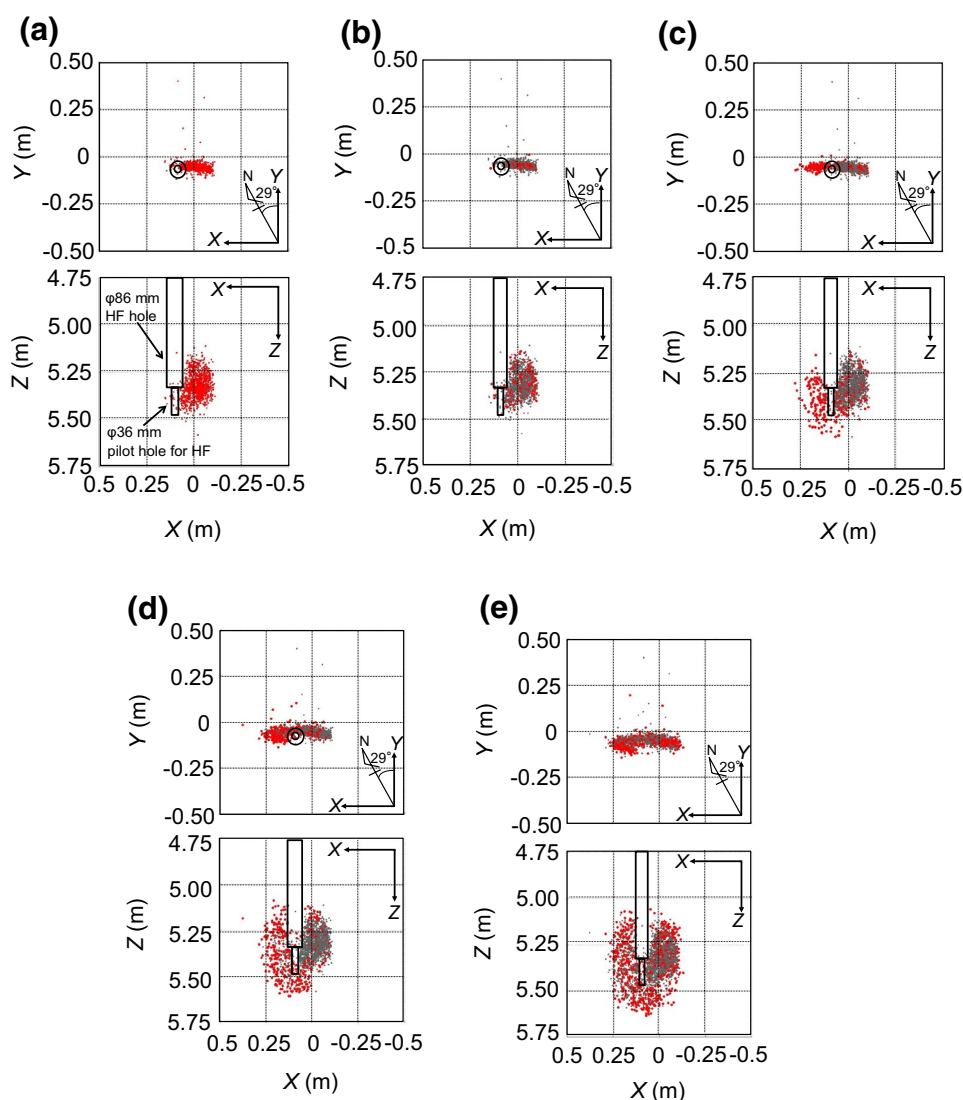 (a)
0.50
0.25
0
-0.25
-0.50
Y (m)
N
29°
Y
X
4.75
5.00
5.25
5.50
5.75
Z (m)
φ86 mm
HF hole
φ36 mm
pilot hole for HF
X
Z
0.5 0.25 0 -0.25 -0.5
X (m)
(b)
0.50
0.25
0
-0.25
-0.5
Y (m)
N
29°
Y
X
4.75
5.00
5.25
5.50
5.75
Z (m)
X
Z
0.5 0.25 0 -0.25 -0.5
X (m)
(c)
0.50
0.25
0
-0.25
-0.50
Y (m)
N
29°
Y
X
4.75
5.00
5.25
5.50
5.75
Z (m)
X
Z
0.5 0.25 0 -0.25 -0.5
X (m)
(d)
0.50
0.25
0
-0.25
-0.50
Y (m)
N
29°
Y
X
4.75
5.00
5.25
5.50
5.75
Z (m)
X
Z
0.5 0.25 0 -0.25 -0.5
X (m)
(e)
0.50
0.25
0
-0.25
-0.50
Y (m)
N
29°
Y
X
4.75
5.00
5.25
5.50
5.75
Z (m)
X
Z
0.5 0.25 0 -0.25 -0.5
X (m)